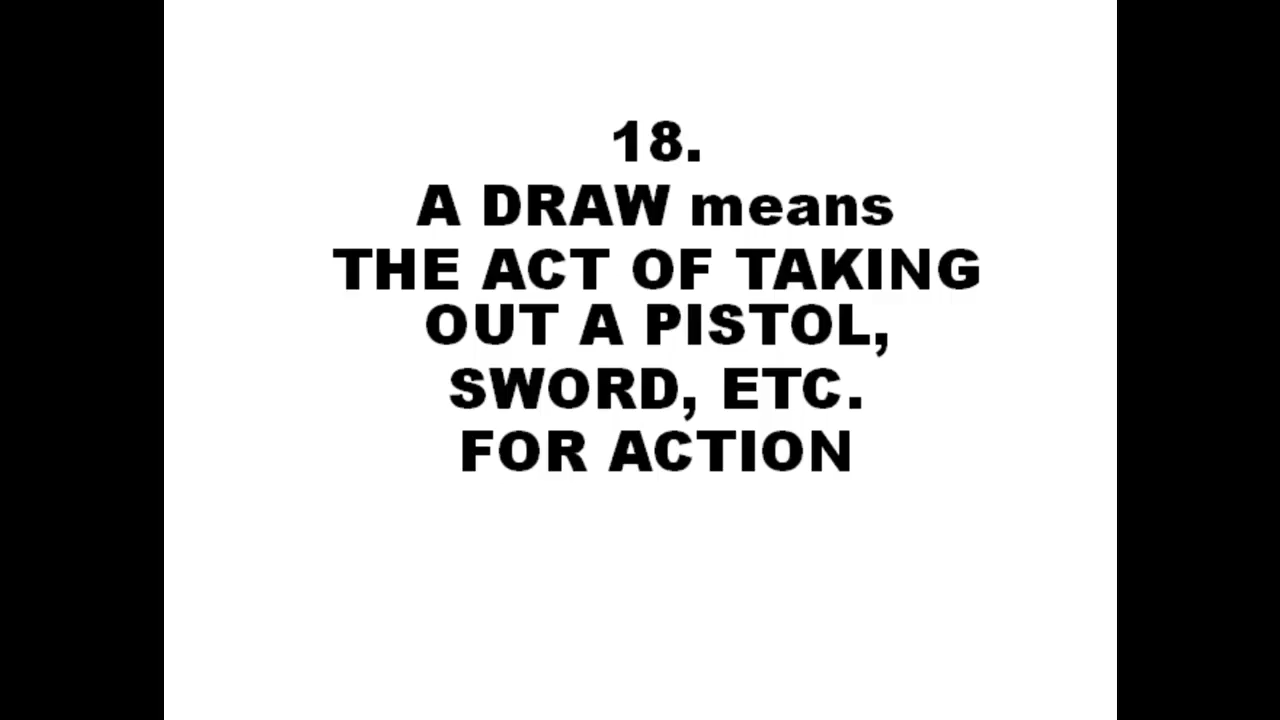 18.
A DRAW means
THE ACT OF TAKING
OUT A PISTOL,
SWORD, ETC.
FOR ACTION